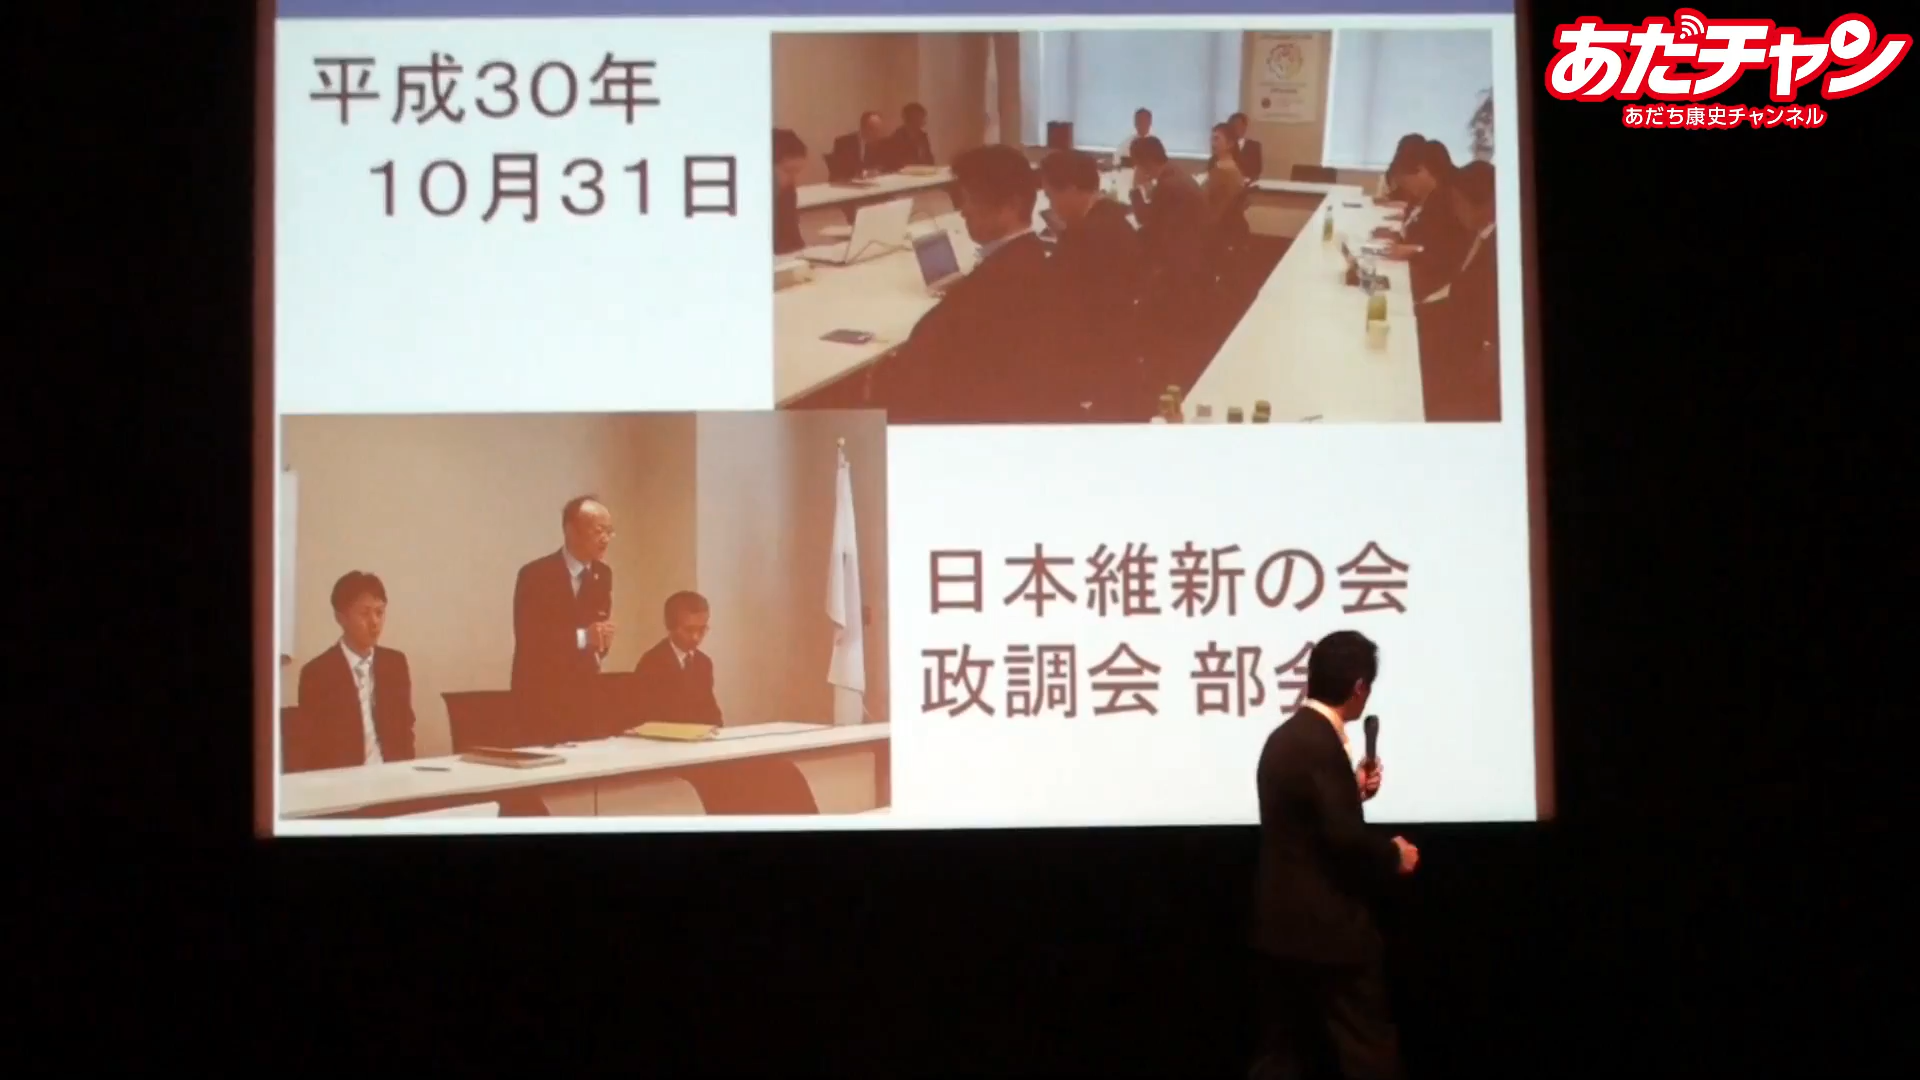 平成30年
10月31日
日本維新の会
政調会 部会
あだチャン
あだち康史チャンネル